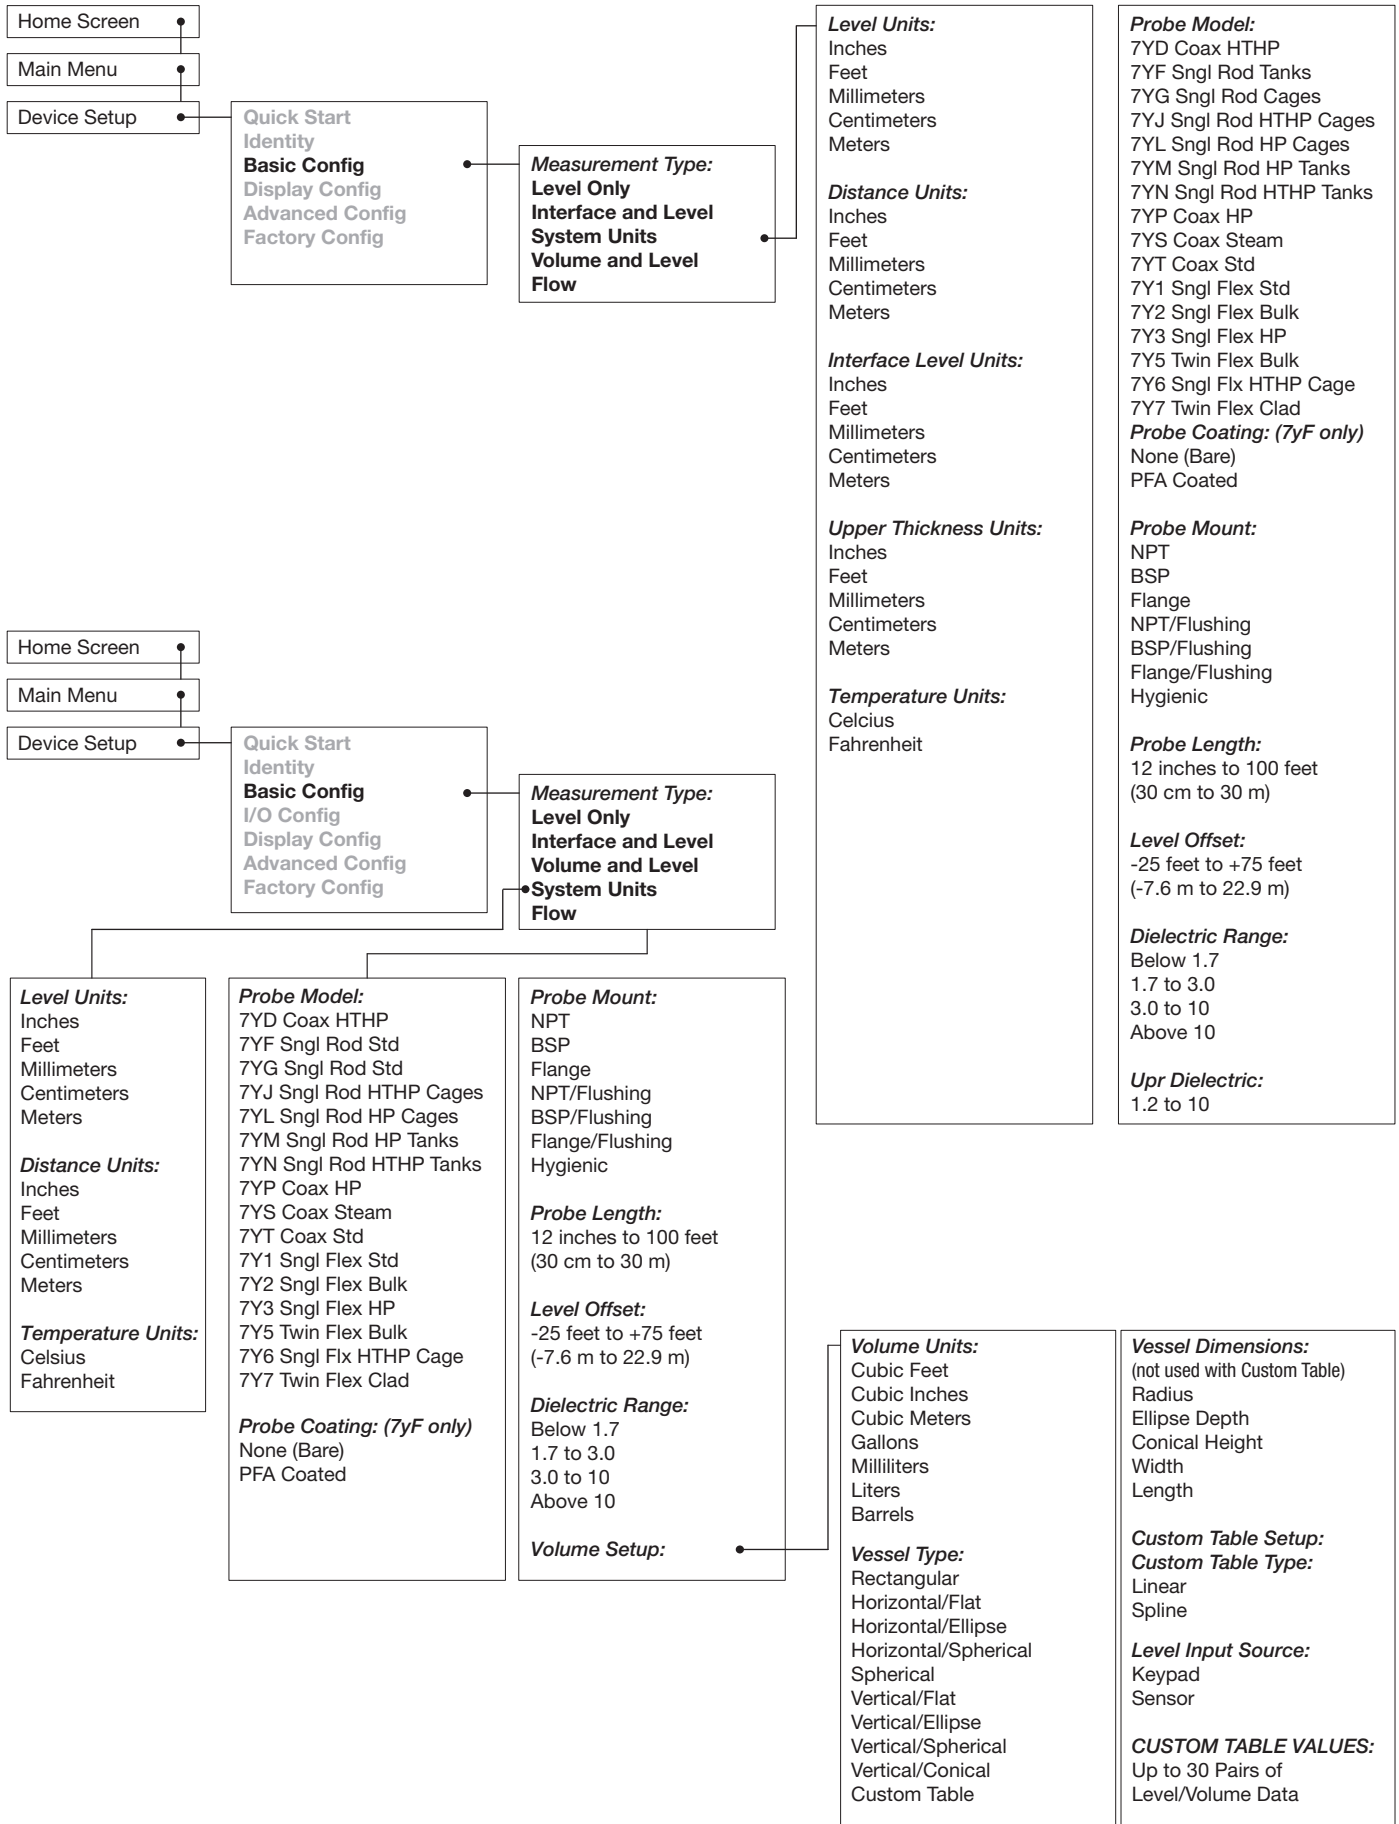 Home Screen
Main Menu
Device Setup
Quick Start
Identity
Basic Config
Display Config
Advanced Config
Factory Config
Measurement Type:
Level Only
Interface and Level
System Units
Volume and Level
Flow
Level Units:
Inches
Feet
Millimeters
Centimeters
Meters
Distance Units:
Inches
Feet
Millimeters
Centimeters
Meters
Interface Level Units:
Inches
Feet
Millimeters
Centimeters
Meters
Upper Thickness Units:
Inches
Feet
Millimeters
Centimeters
Meters
Temperature Units:
Celcius
Fahrenheit
Probe Model:
7YD Coax HTHP
7YF Sngl Rod Tanks
7YG Sngl Rod Cages
7YJ Sngl Rod HTHP Cages
7YL Sngl Rod HP Cages
7YM Sngl Rod HP Tanks
7YN Sngl Rod HTHP Tanks
7YP Coax HP
7YS Coax Steam
7YT Coax Std
7Y1 Sngl Flex Std
7Y2 Sngl Flex Bulk
7Y3 Sngl Flex HP
7Y5 Twin Flex Bulk
7Y6 Sngl Flx HTHP Cage
7Y7 Twin Flex Clad
Probe Coating: (7yF only)
None (Bare)
PFA Coated
Probe Mount:
NPT
BSP
Flange
NPT/Flushing
BSP/Flushing
Flange/Flushing
Hygienic
Probe Length:
12 inches to 100 feet
(30 cm to 30 m)
Level Offset:
-25 feet to +75 feet
(-7.6 m to 22.9 m)
Dielectric Range:
Below 1.7
1.7 to 3.0
3.0 to 10
Above 10
Upr Dielectric:
1.2 to 10
Home Screen
Main Menu
Device Setup
Quick Start
Identity
Basic Config
I/O Config
Display Config
Advanced Config
Factory Config
Measurement Type:
Level Only
Interface and Level
Volume and Level
System Units
Flow
Level Units:
Inches
Feet
Millimeters
Centimeters
Meters
Distance Units:
Inches
Feet
Millimeters
Centimeters
Meters
Temperature Units:
Celsius
Fahrenheit
Probe Model:
7YD Coax HTHP
7YF Sngl Rod Std
7YG Sngl Rod Std
7YJ Sngl Rod HTHP Cages
7YL Sngl Rod HP Cages
7YM Sngl Rod HP Tanks
7YN Sngl Rod HTHP Tanks
7YP Coax HP
7YS Coax Steam
7YT Coax Std
7Y1 Sngl Flex Std
7Y2 Sngl Flex Bulk
7Y3 Sngl Flex HP
7Y5 Twin Flex Bulk
7Y6 Sngl Flx HTHP Cage
7Y7 Twin Flex Clad
Probe Coating: (7yF only)
None (Bare)
PFA Coated
Probe Mount:
NPT
BSP
Flange
NPT/Flushing
BSP/Flushing
Flange/Flushing
Hygienic
Probe Length:
12 inches to 100 feet
(30 cm to 30 m)
Level Offset:
-25 feet to +75 feet
(-7.6 m to 22.9 m)
Dielectric Range:
Below 1.7
1.7 to 3.0
3.0 to 10
Above 10
Volume Setup:
Volume Units:
Cubic Feet
Cubic Inches
Cubic Meters
Gallons
Milliliters
Liters
Barrels
Vessel Type:
Rectangular
Horizontal/Flat
Horizontal/Ellipse
Horizontal/Spherical
Spherical
Vertical/Flat
Vertical/Ellipse
Vertical/Spherical
Vertical/Conical
Custom Table
Vessel Dimensions:
(not used with Custom Table)
Radius
Ellipse Depth
Conical Height
Width
Length
Custom Table Setup:
Custom Table Type:
Linear
Spline
Level Input Source:
Keypad
Sensor
CUSTOM TABLE VALUES:
Up to 30 Pairs of
Level/Volume Data